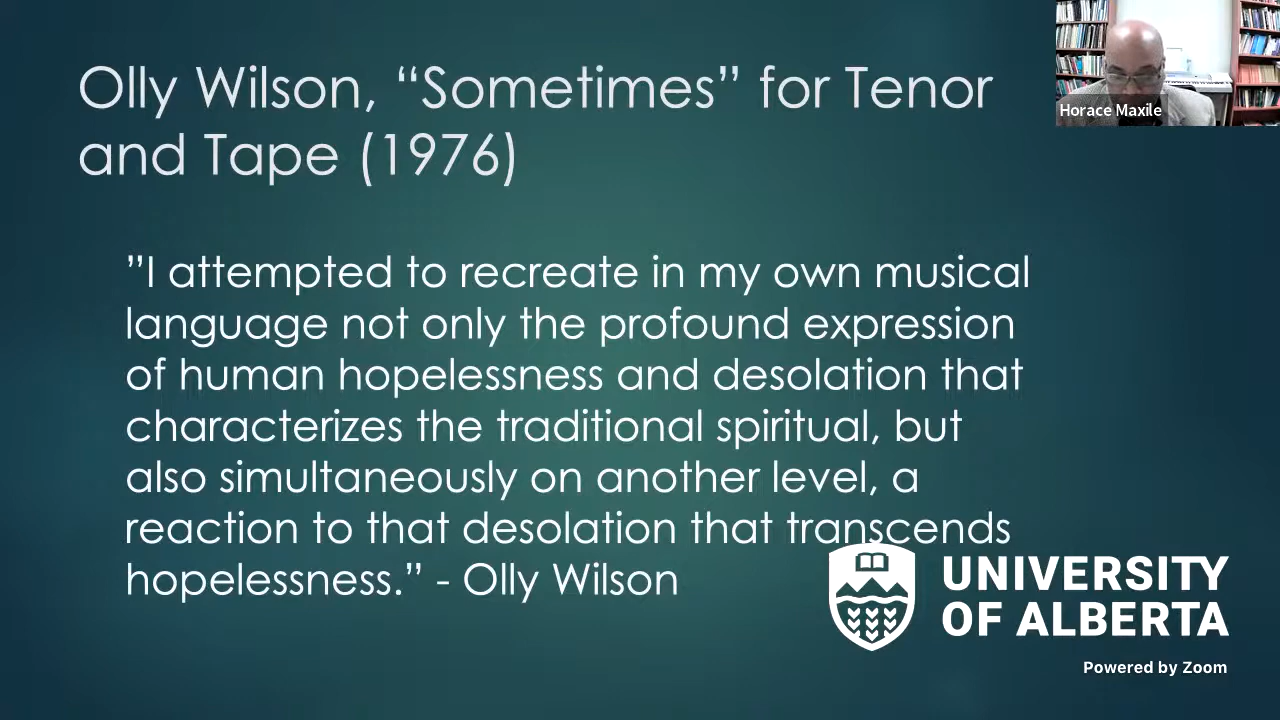 Olly Wilson, “Sometimes” for Tenor
and Tape (1976)
Horace Maxile
”I attempted to recreate in my own musical
language not only the profound expression
of human hopelessness and desolation that
characterizes the traditional spiritual, but
also simultaneously on another level, a
reaction to that desolation that transcends
hopelessness.” - Olly Wilson
UNIVERSITY
OF ALBERTA
Powered by Zoom